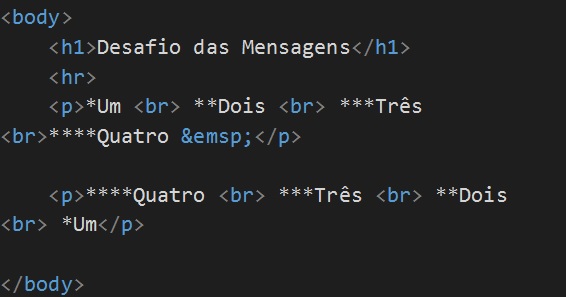 <body>
<h1>Desafio das Mensagens</h1>
<hr>
<p>*Um <br> **Dois <br> ***Três
<br>****Quatro &emsp;</p>
<p>****Quatro <br> ***Três <br> **Dois
<br> *Um</p>
</body>